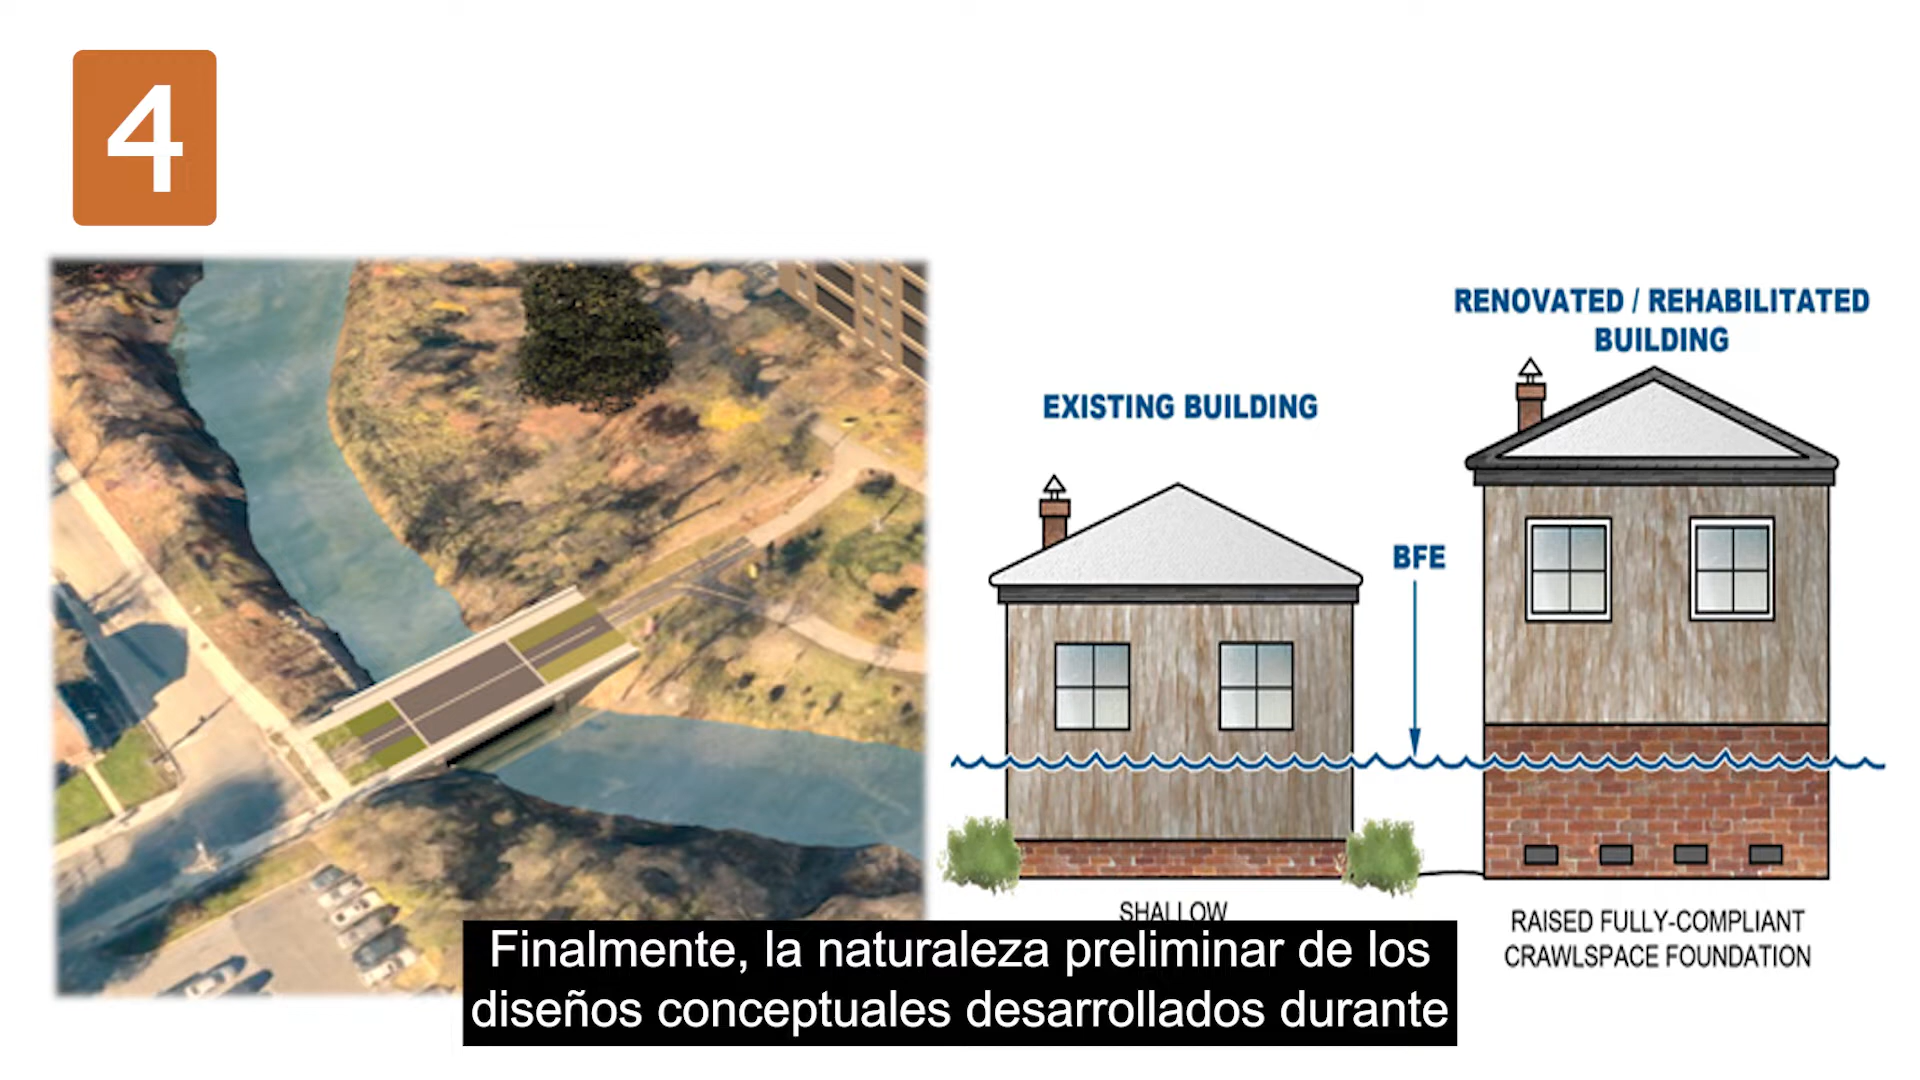 4
RENOVATED / REHABILITATED
BUILDING
EXISTING BUILDING
BFE
SHALLOW
RAISED FULLY-COMPLIANT
CRAWLSPACE FOUNDATION
Finalmente, la naturaleza preliminar de los
diseños conceptuales desarrollados durante